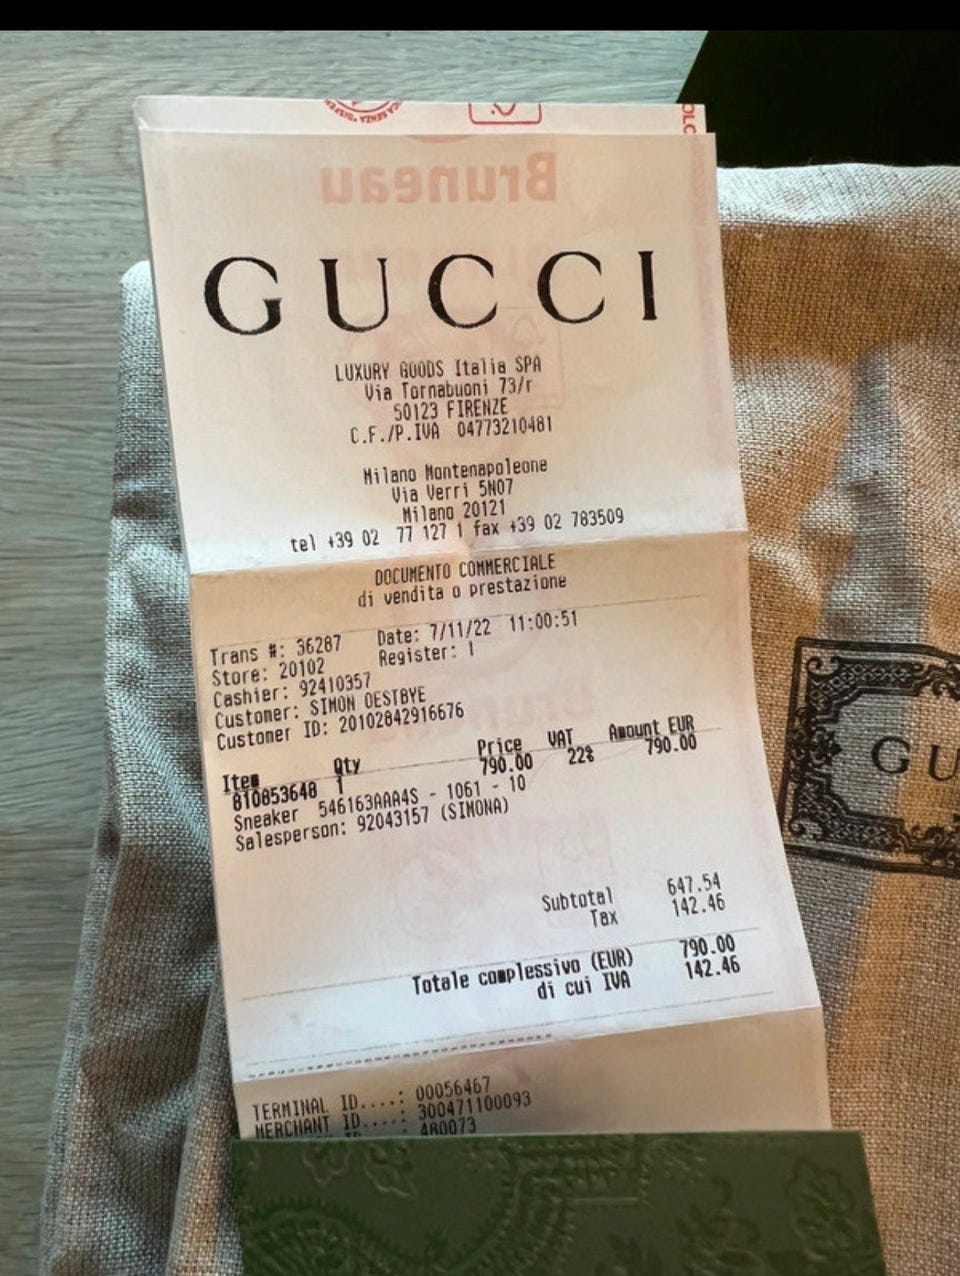 Bruneau
GUCCI
LUXURY GOODS Italia SPA
Via Tornabuoni 73/r
50123 FIRENZE
C.F./P.IVA 04773210481
Milano Montenapoleone
Via Verri 5N07
Milano 20121
tel +39 02 77 127 1 fax +39 02 783509
DOCUMENTO COMMERCIALE
di vendita o prestazione
Trans #: 36287 Date: 7/11/22 11:00:51
Store: 20102 Register: 1
Cashier: 92410357
Customer: SIMON OESTBYE
Customer ID: 20102842916676
Item Qty Price VAT Amount EUR
810853648 1 790.00 22% 790.00
Sneaker 546163AAA4S - 1061 - 10
Salesperson: 92043157 (SIMONA)
Subtotal 647.54
Tax 142.46
Totale complessivo (EUR) 790.00
di cui IVA 142.46
TERMINAL ID....: 00056467
MERCHANT ID....: 300471100093
480073
GU